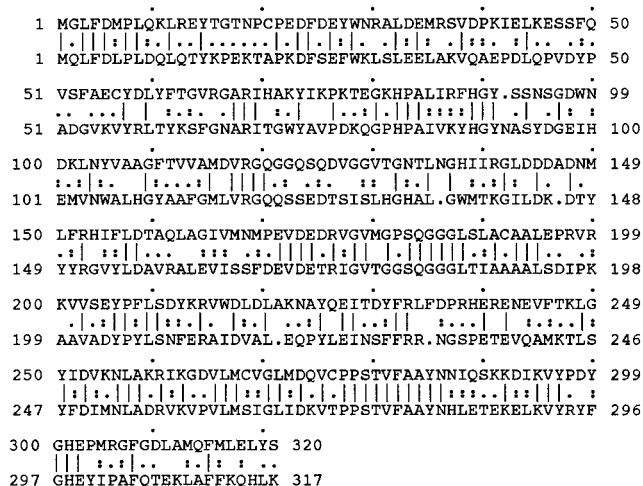 1 MGLFDMPLQKLREYTGTNPCPEDFDEYWNRALDEMRSVDPKIELKESSFQ 50
1 MQLFDLPLDQLQTYKPEKTAPKDFSEFWKLSLEELAKVQAEPDLQPVDYP 50
51 VSFAECYDLYFTGVRGARIHAKYIKPKTEGKHPALIRFHGY.SSNSGDWN 99
51 ADGVKVYRLTYKSFGNARITGWYAVPDKQGPHPAIVKYHGYNASYDGEIH 100
100 DKLNYVAAGFTVVAMDVRGQGGQSQDVGGVTGNTLNGHIIRGLDDDADNM 149
101 EMVNWALHGYAAFGMLVRGQQSSEDTSISLHGHAL.GWMTKGILDK.DTY 148
150 LFRHIFLDTAQLAGIVMNMPEVDEDRVGVMGPSQGGGLSLACAALEPRVR 199
149 YYRGVYLDAVRALEVISSFDEVDETRIGVTGGSQGGGLTIAAAALSDIPK 198
200 KVVSEYPFLSDYKRVWDLDLAKNAYQEITDYFRLFDPRHERENEVFTKLG 249
199 AAVADYPYLSNFERAIDVAL.EQPYLEINSFFRR.NGSPETEVQAMKTLS 246
250 YIDVKNLAKRIKGDVLMCVGLMDQVCPPSTVFAAYNNIQSKKDIKVYPDY 299
247 YFDIMNLADRVKVPVLMSIGLIDKVTPPSTVFAAYNHLETEKELKVYRYF 296
300 GHEPMRGFGDLAMQFMLELYS 320
297 GHEYIPAFQTEKLAFFKQHLK 317